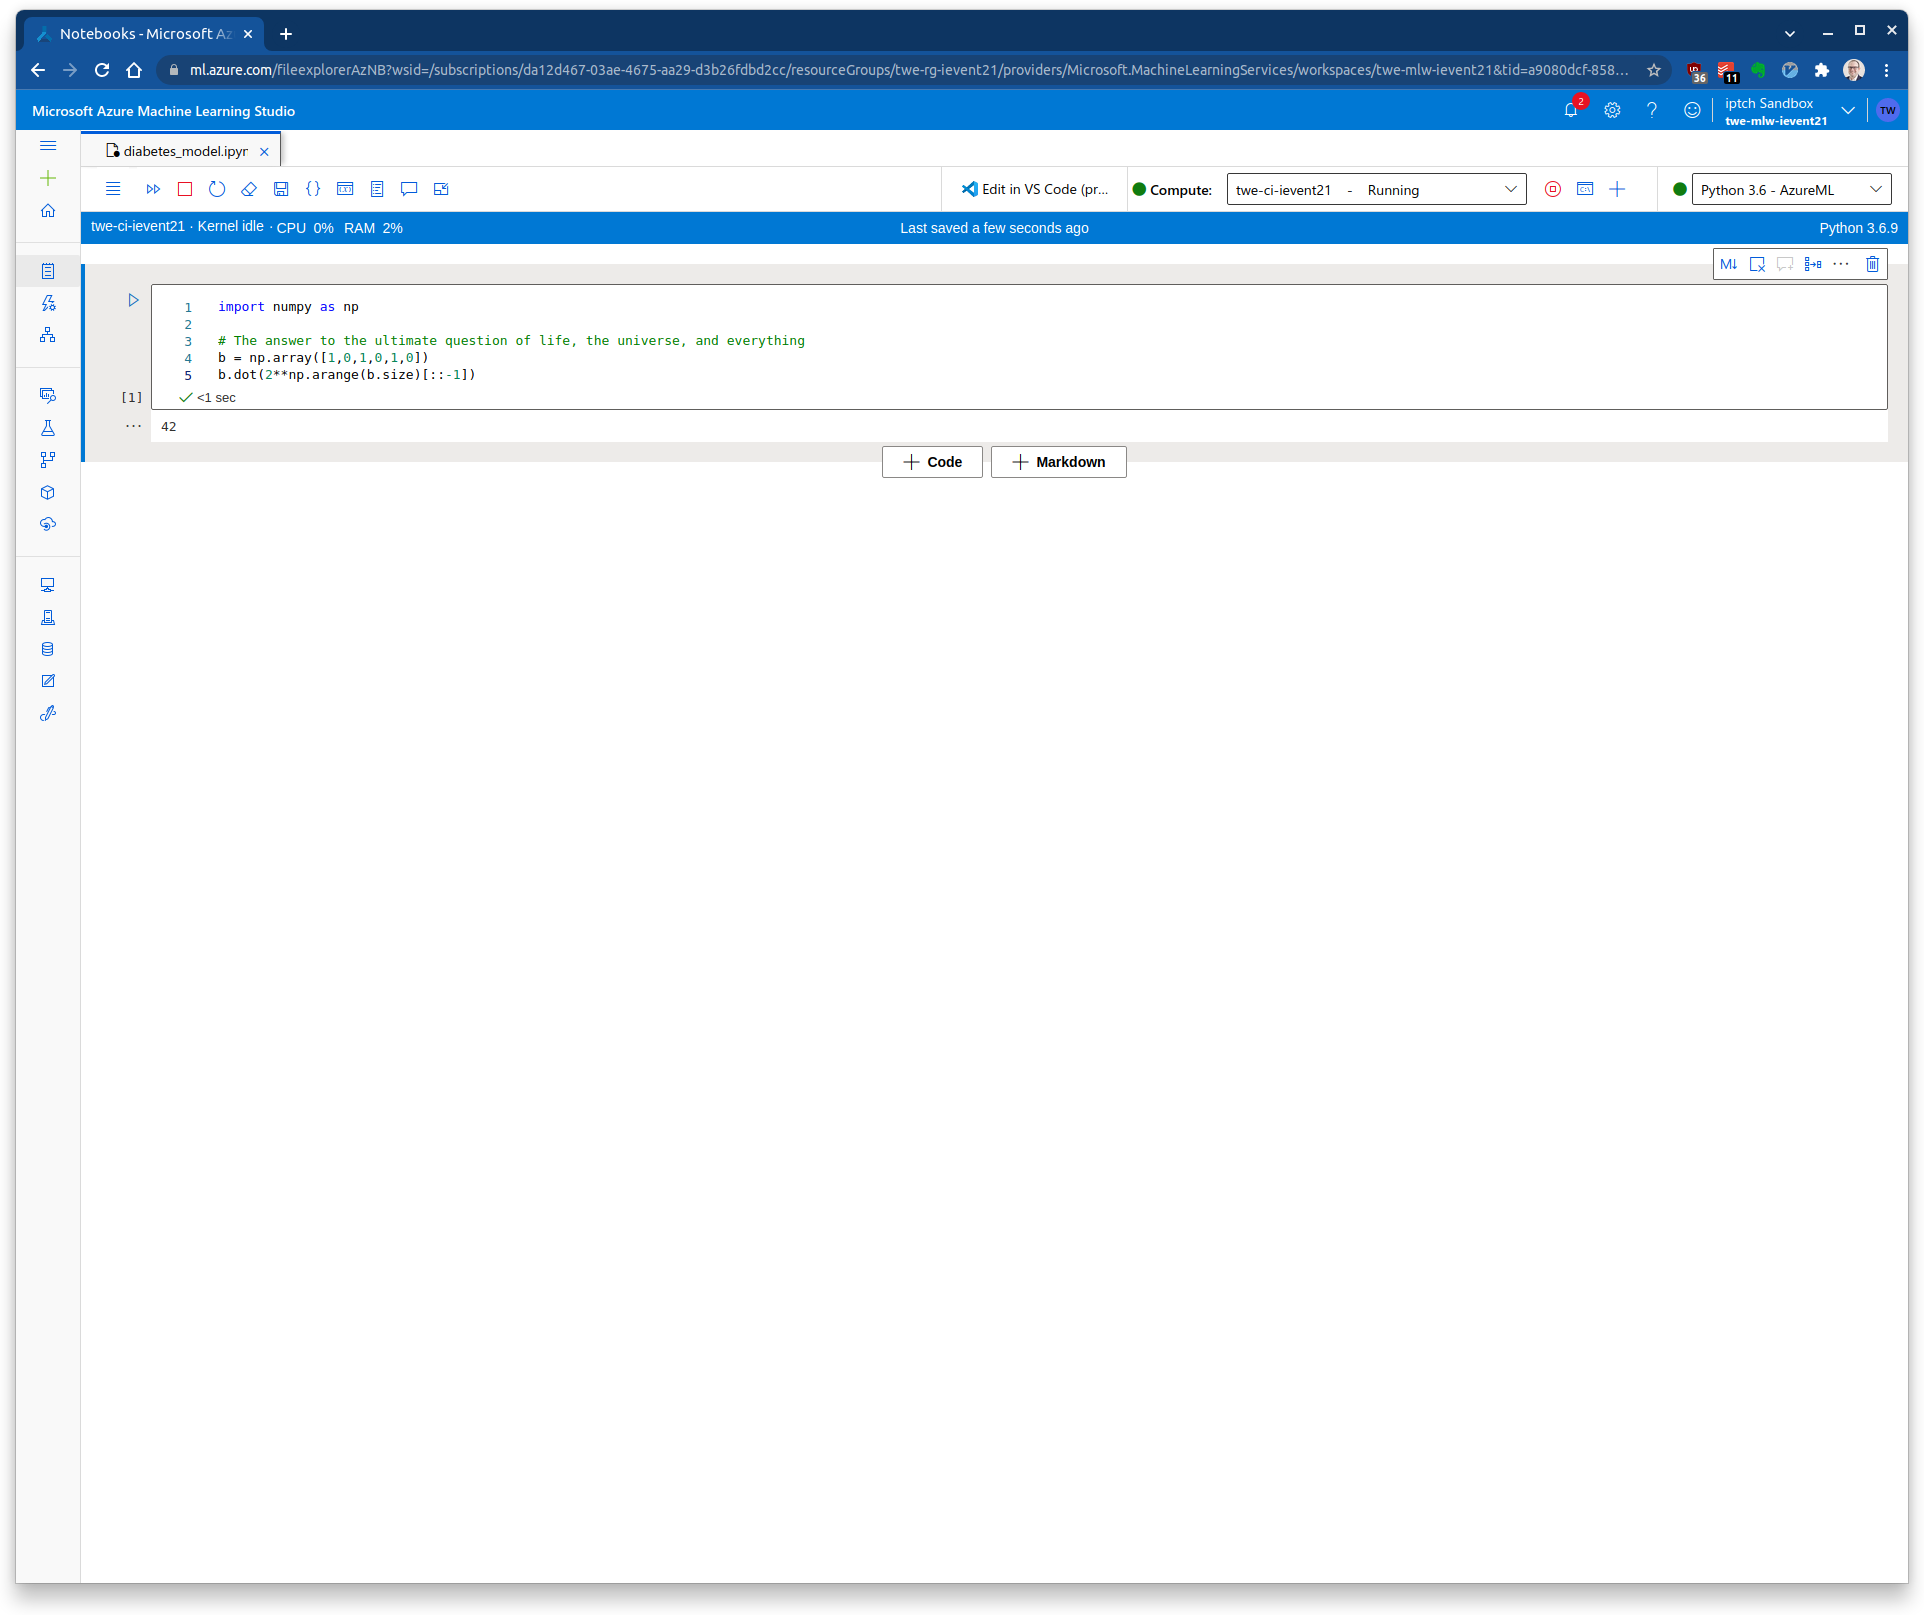 Notebooks - Microsoft Az
ml.azure.com/fileexplorerAzNB?wsid=/subscriptions/da12d467-03ae-4675-aa29-d3b26fdbd2cc/resourceGroups/twe-rg-ievent21/providers/Microsoft.MachineLearningServices/workspaces/twe-mlw-ievent21&tid=a9080dcf-858...
36
11
Microsoft Azure Machine Learning Studio
2
iptch Sandbox
twe-mlw-ievent21
TW
diabetes_model.ipyr
Edit in VS Code (pr...
Compute:
twe-ci-ievent21 - Running
Python 3.6 - AzureML
twe-ci-ievent21 · Kernel idle · CPU 0% RAM 2%
Last saved a few seconds ago
Python 3.6.9
M↓
1 import numpy as np
2
3 # The answer to the ultimate question of life, the universe, and everything
4 b = np.array([1,0,1,0,1,0])
5 b.dot(2**np.arange(b.size)[::-1])
[1] <1 sec
42
Code
Markdown